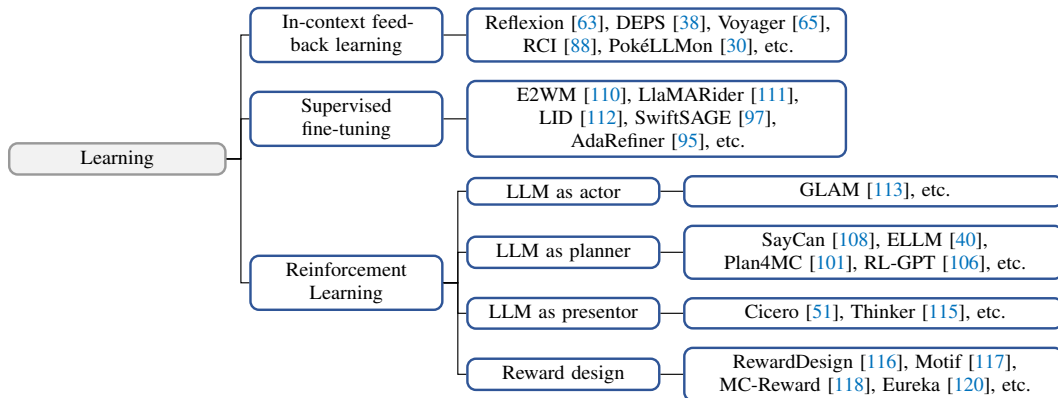 In-context feed-
back learning
Reflexion [63], DEPS [38], Voyager [65],
RCI [88], PokéLLMon [30], etc.
Supervised
fine-tuning
E2WM [110], LlaMARider [111],
LID [112], SwiftSAGE [97],
AdaRefiner [95], etc.
Learning
Reinforcement
Learning
LLM as actor
GLAM [113], etc.
LLM as planner
SayCan [108], ELLM [40],
Plan4MC [101], RL-GPT [106], etc.
LLM as presentor
Cicero [51], Thinker [115], etc.
Reward design
RewardDesign [116], Motif [117],
MC-Reward [118], Eureka [120], etc.